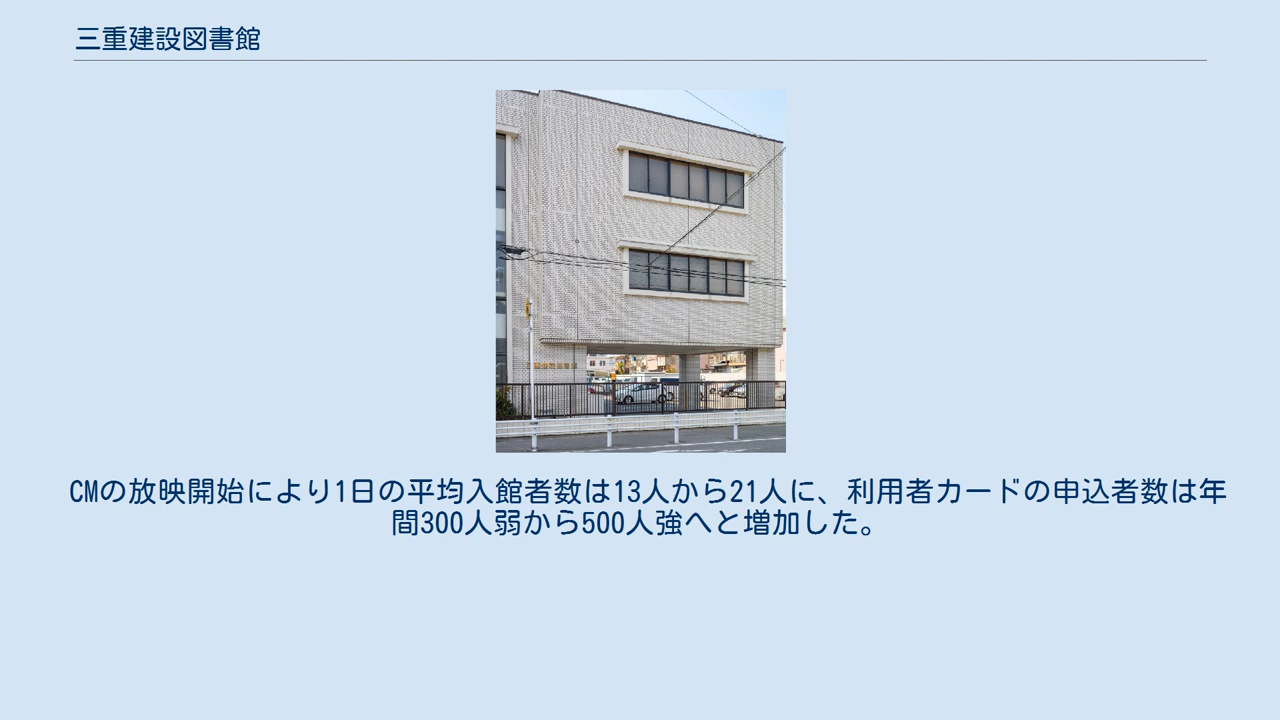 三重建設図書館
CMの放映開始により1日の平均入館者数は13人から21人に、利用者カードの申込者数は年
間300人弱から500人強へと増加した。